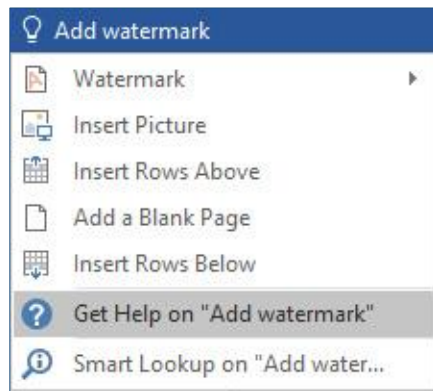 Add watermark
Watermark
Insert Picture
Insert Rows Above
Add a Blank Page
Insert Rows Below
Get Help on "Add watermark"
Smart Lookup on "Add water...